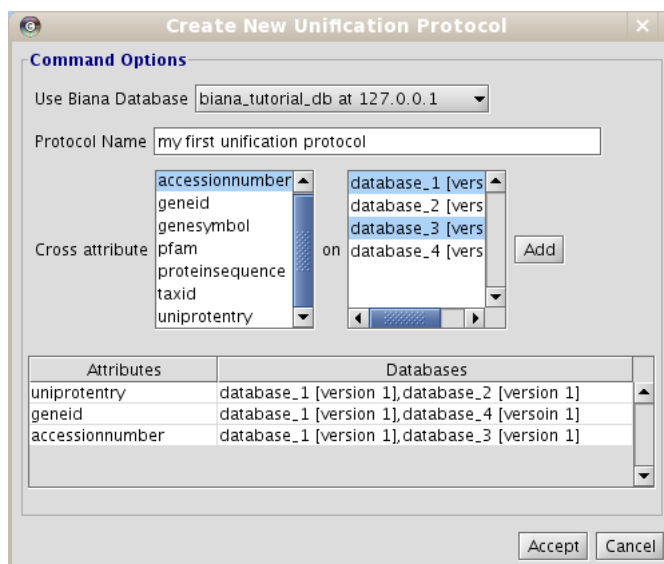 Create New Unification Protocol
Command Options
Use Biana Database biana_tutorial_db at 127.0.0.1
Protocol Name my first unification protocol
Cross attribute
accessionnumber
geneid
genesymbol
pfam
proteinsequence
taxid
uniprotentry
on
database_1 [vers
database_2 [vers
database_3 [vers
database_4 [vers
Add
Attributes Databases
uniprotentry database_1 [version 1],database_2 [version 1]
geneid database_1 [version 1],database_4 [versoin 1]
accessionnumber database_1 [version 1],database_3 [version 1]
Accept Cancel